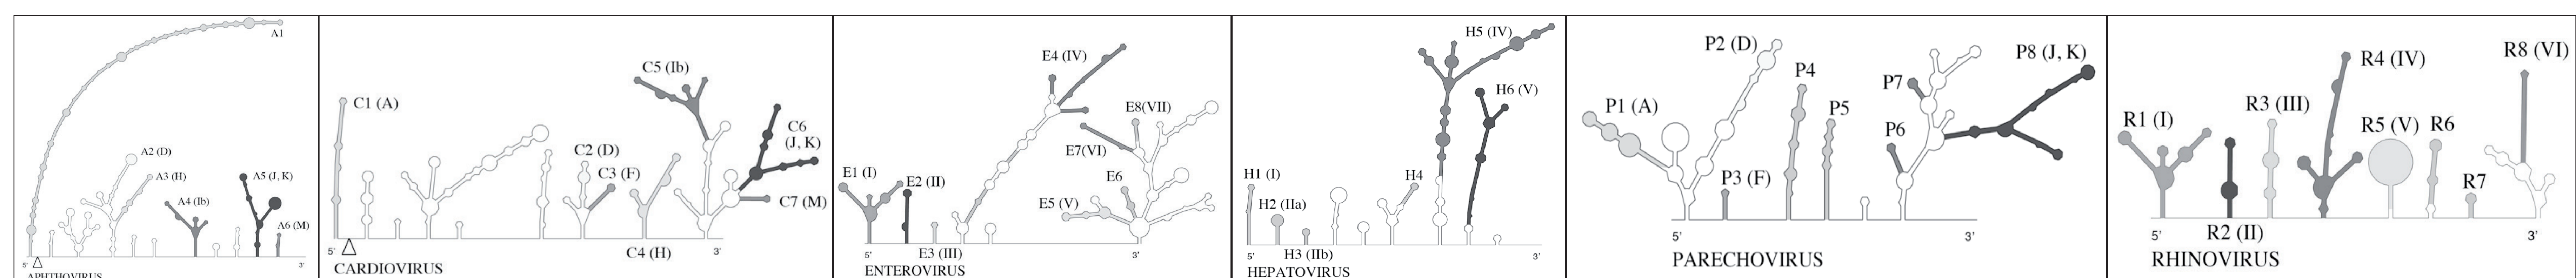 A1
A2 (D)
A3 (H)
A4 (Ib)
A5 (J, K)
A6 (M)
5'
3'
APHTHOVIRUS
C1 (A)
C2 (D)
C3 (F)
C4 (H)
C5 (Ib)
C6
(J, K)
C7 (M)
5'
3'
CARDIOVIRUS
E1 (I)
E2 (II)
E3 (III)
E4 (IV)
E5 (V)
E6
E7(VI)
E8(VII)
5'
3'
ENTEROVIRUS
H1 (I)
H2 (IIa)
H3 (IIb)
H4
H5 (IV)
H6 (V)
5'
3'
HEPATOVIRUS
P1 (A)
P2 (D)
P3 (F)
P4
P5
P6
P7
P8 (J, K)
5'
3'
PARECHOVIRUS
R1 (I)
R2 (II)
R3 (III)
R4 (IV)
R5 (V)
R6
R7
R8 (VI)
5'
3'
RHINOVIRUS